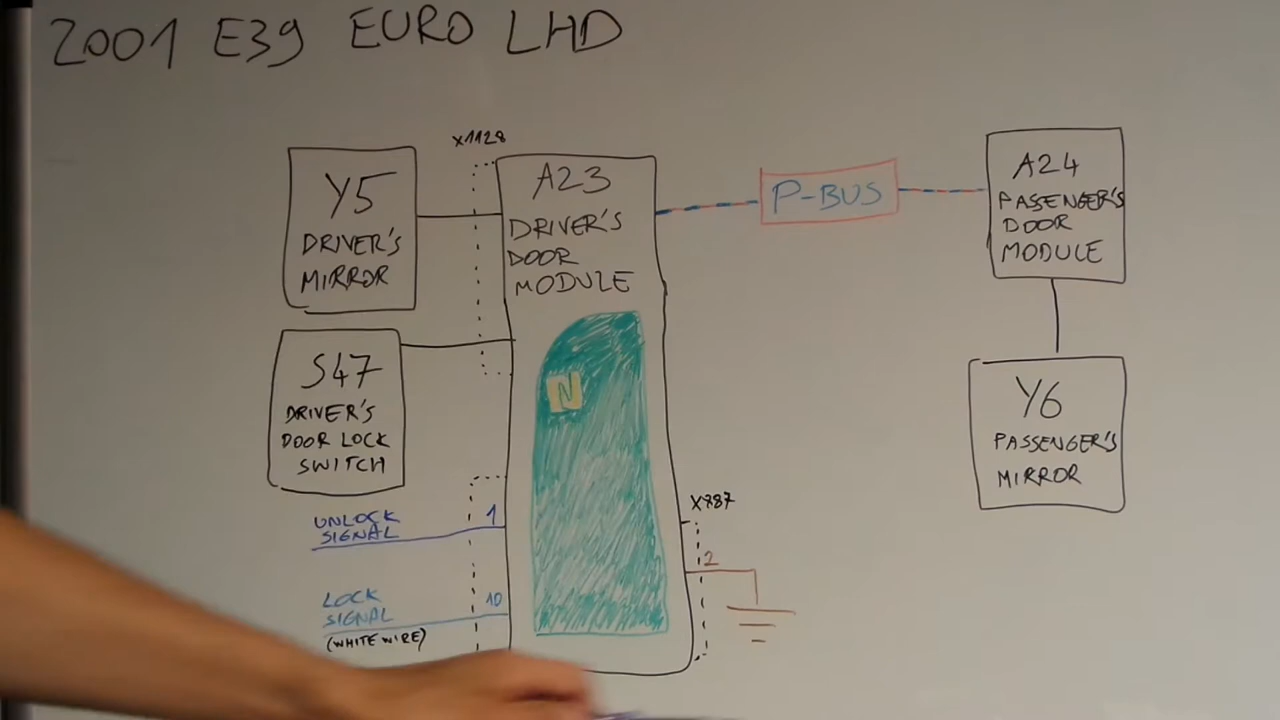 2001 E39 EURO LHD
X1128
Y5
DRIVER'S
MIRROR
A23
DRIVER'S
DOOR
MODULE
P-BUS
A24
PASSENGER'S
DOOR
MODULE
S47
DRIVER'S
DOOR LOCK
SWITCH
N
Y6
PASSENGER'S
MIRROR
UNLOCK
SIGNAL
1
X787
2
LOCK
SIGNAL
10
(WHITE WIRE)